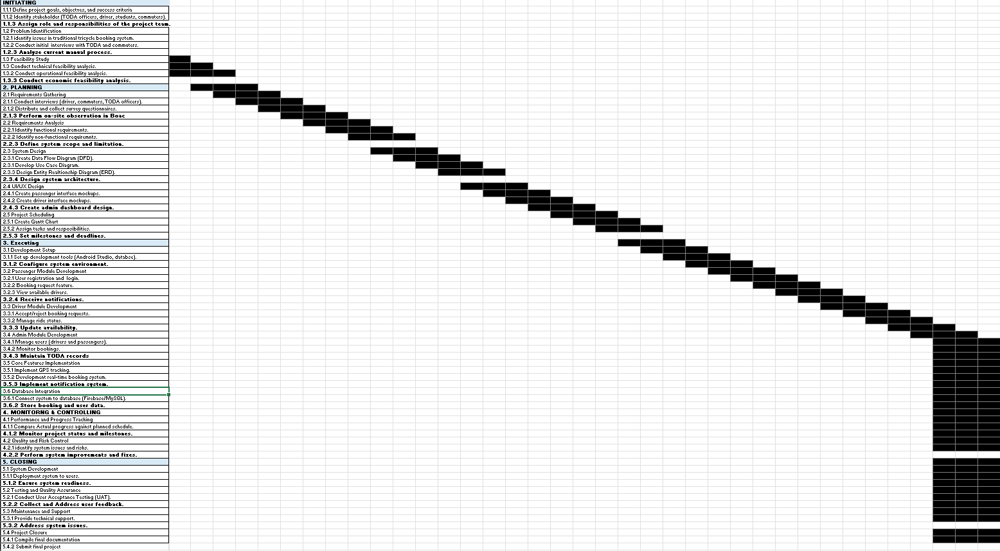 INITIATING
1.1.1 Define project goals, objectves, and success criteria
1.1.2 Identify stakeholder (TODA officers, driver, students, commuters).
1.1.3 Assign role and responsibilities of the project team.
1.2 Problem Identification
1.2.1 identify issues in traditional tricycle booking system.
1.2.2 Conduct initial interviews with TODA and commuters.
1.2.3 Analyze current manual process.
1.3 Feasibility Study
1.3 Conduct technical feasibility analysis.
1.3.2 Conduct operational feasibility analysis.
1.3.3 Conduct economic feasibility analysis.
2. PLANNING
2.1 Requirements Gathering
2.1.1 Conduct interviews (driver, commuters, TODA officers).
2.1.2 Distribute and collect survey questionnaires.
2.1.3 Perform on-site observation in Boac
2.2 Requirements Analysis
2.2.1 Identify functional requirements.
2.2.2 Identify non-functional requiremnts.
2.2.3 Define system scope and limitation.
2.3 System Design
2.3.1 Create Data Flow Diagram (DFD).
2.3.1 Develop Use Case Diagram.
2.3.3 Design Entity Realtionship Diagram (ERD).
2.3.4 Design system architecture.
2.4 UI/UX Design
2.4.1 Create passenger interface mockups.
2.4.2 Create driver interface mockups.
2.4.3 Create admin dashboard design.
2.5 Project Scheduling
2.5.1 Create Gantt Chart
2.5.2 Assign tasks and resposibilities.
2.5.3 Set milestones and deadlines.
3. Executing
3.1 Development Setup
3.1.1 Set up development tools (Android Studio, databse).
3.1.2 Configure system environment.
3.2 Passenger Module Development
3.2.1 User registration and login.
3.2.2 Booking request feature.
3.2.3 View available drivers.
3.2.4 Receive notifications.
3.3 Driver Module Development
3.3.1 Accept/reject booking requests.
3.3.2 Manage ride status.
3.3.3 Update availability.
3.4 Admin Module Development
3.4.1 Manage users (drivers and passengers).
3.4.2 Monitor bookings.
3.4.3 Maintain TODA records
3.5 Core Features Implementation
3.5.1 Implement GPS tracking.
3.5.2 Development real-time booking system.
3.5.3 Implement notification system.
3.6 Database Integration
3.6.1 Connect system to database (Firebase/MySQL).
3.6.2 Store booking and user data.
4. MONITORNG & CONTROLLING
4.1 Performance and Progress Tracking
4.1.1 Compare Actual progress against planned schedule.
4.1.2 Monitor project status and milestones.
4.2 Quality and Risk Control
4.2.1 identify system issues and risks.
4.2.2 Perform system improvements and fixes.
5. CLOSING
5.1 System Development
5.1.1 Deployment system to users.
5.1.2 Ensure system readiness.
5.2 Testing and Quality Assurance
5.2.1 Conduct User Acceptance Testing (UAT).
5.2.2 Collect and Address user feedback.
5.3 Maintenance and Support
5.3.1 Provide technical support.
5.3.2 Address system issues.
5.4 Project Closure
5.4.1 Compile final documentation
5.4.2 Submit final project